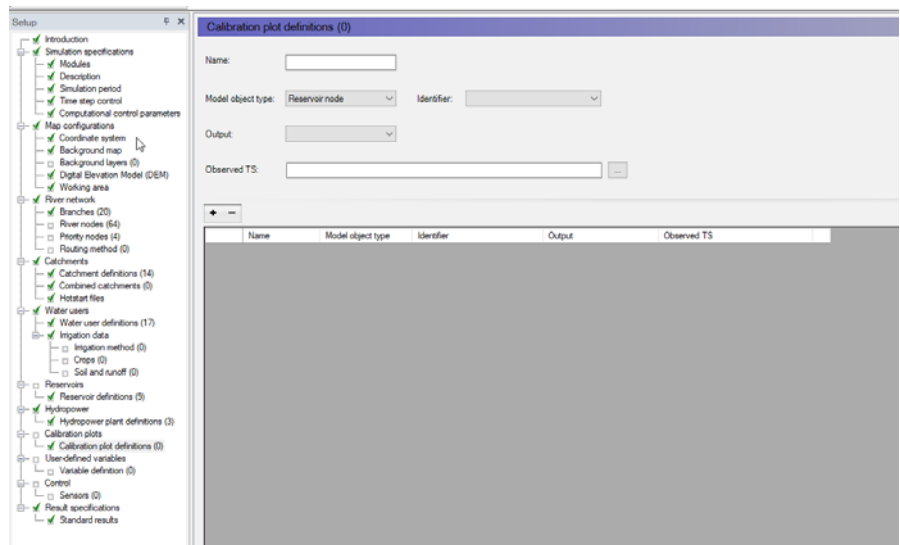 Setup
Introduction
Simulation specifications
Modules
Description
Simulation period
Time step control
Computational control parameters
Map configurations
Coordinate system
Background map
Background layers (0)
Digital Elevation Model (DEM)
Working area
River network
Branches (20)
River nodes (64)
Priority nodes (4)
Routing method (0)
Catchments
Catchment definitions (14)
Combined catchments (0)
Hotstart files
Water users
Water user definitions (17)
Irrigation data
Irrigation method (0)
Crops (0)
Soil and runoff (0)
Reservoirs
Reservoir definitions (9)
Hydropower
Hydropower plant definitions (3)
Calibration plots
Calibration plot definitions (0)
User-defined variables
Variable definition (0)
Control
Sensors (0)
Result specifications
Standard results
Calibration plot definitions (0)
Name:
Model object type: Reservoir node Identifier:
Output:
Observed TS: ...
+ −
Name Model object type Identifier Output Observed TS